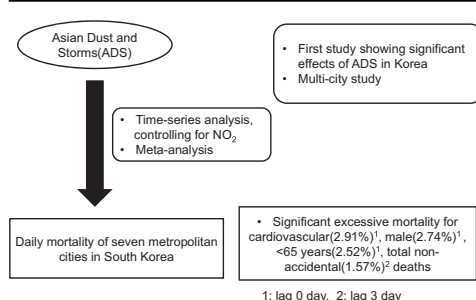 Asian Dust and
Storms(ADS)
• First study showing significant
effects of ADS in Korea
• Multi-city study
• Time-series analysis,
controlling for NO2
• Meta-analysis
Daily mortality of seven metropolitan
cities in South Korea
• Significant excessive mortality for
cardiovascular(2.91%)1, male(2.74%)1,
<65 years(2.52%)1, total non-
accidental(1.57%)2 deaths
1: lag 0 day, 2: lag 3 day